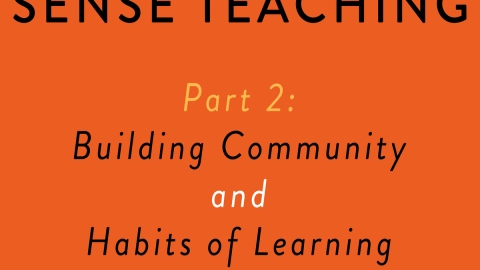 SENSE TEACHING
Part 2:
Building Community
and
Habits of Learning